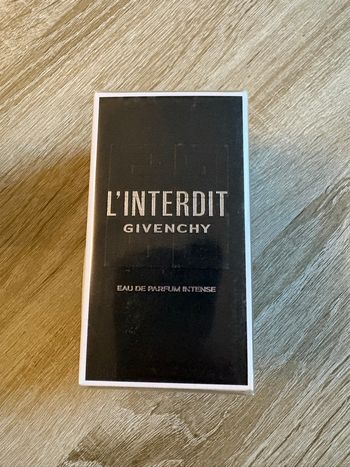 L'INTERDIT
GIVENCHY
EAU DE PARFUM INTENSE